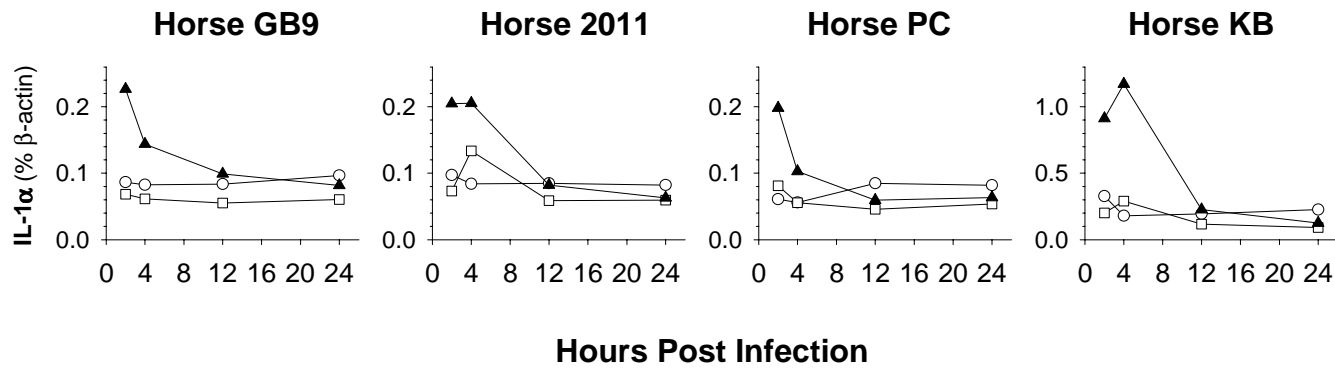 Horse GB9 Horse 2011 Horse PC Horse KB
IL-1α (% β-actin)
0.2 0.2 0.2 1.0
0.1 0.1 0.1 0.5
0.0 0.0 0.0 0.0
0 4 8 12 16 20 24 0 4 8 12 16 20 24 0 4 8 12 16 20 24 0 4 8 12 16 20 24
Hours Post Infection